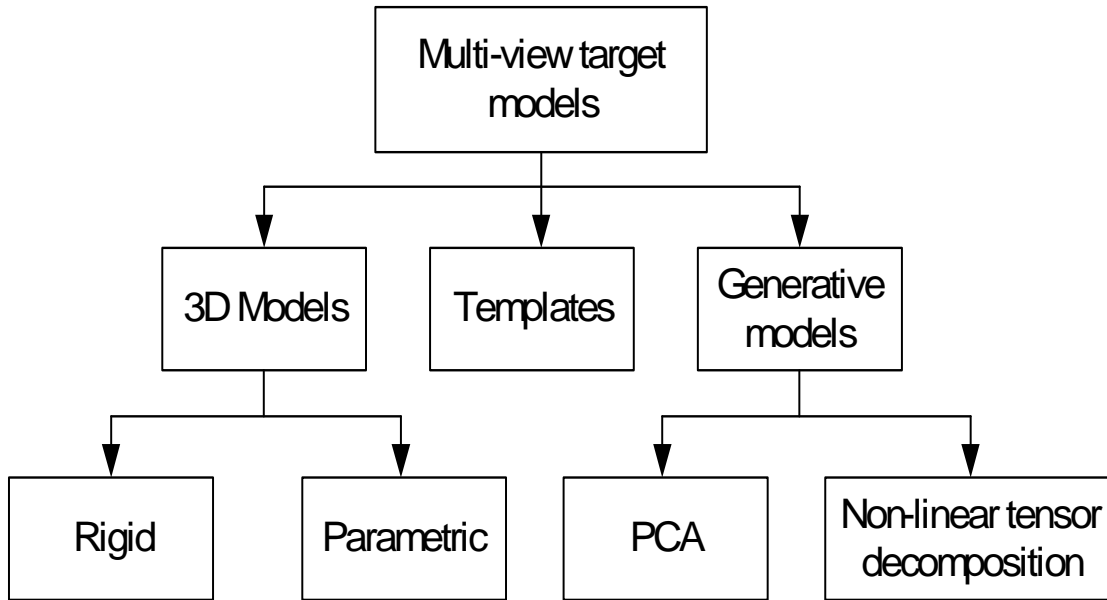 Multi-view target
models
3D Models
Templates
Generative
models
Rigid
Parametric
PCA
Non-linear tensor
decomposition